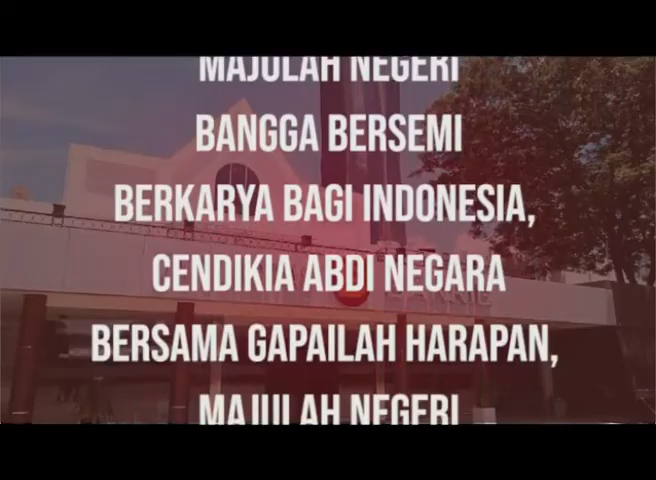 MAJULAH NEGERI
BANGGA BERSEMI
BERKARYA BAGI INDONESIA,
CENDIKIA ABDI NEGARA
BERSAMA GAPAILAH HARAPAN,
MAJULAH NEGERI